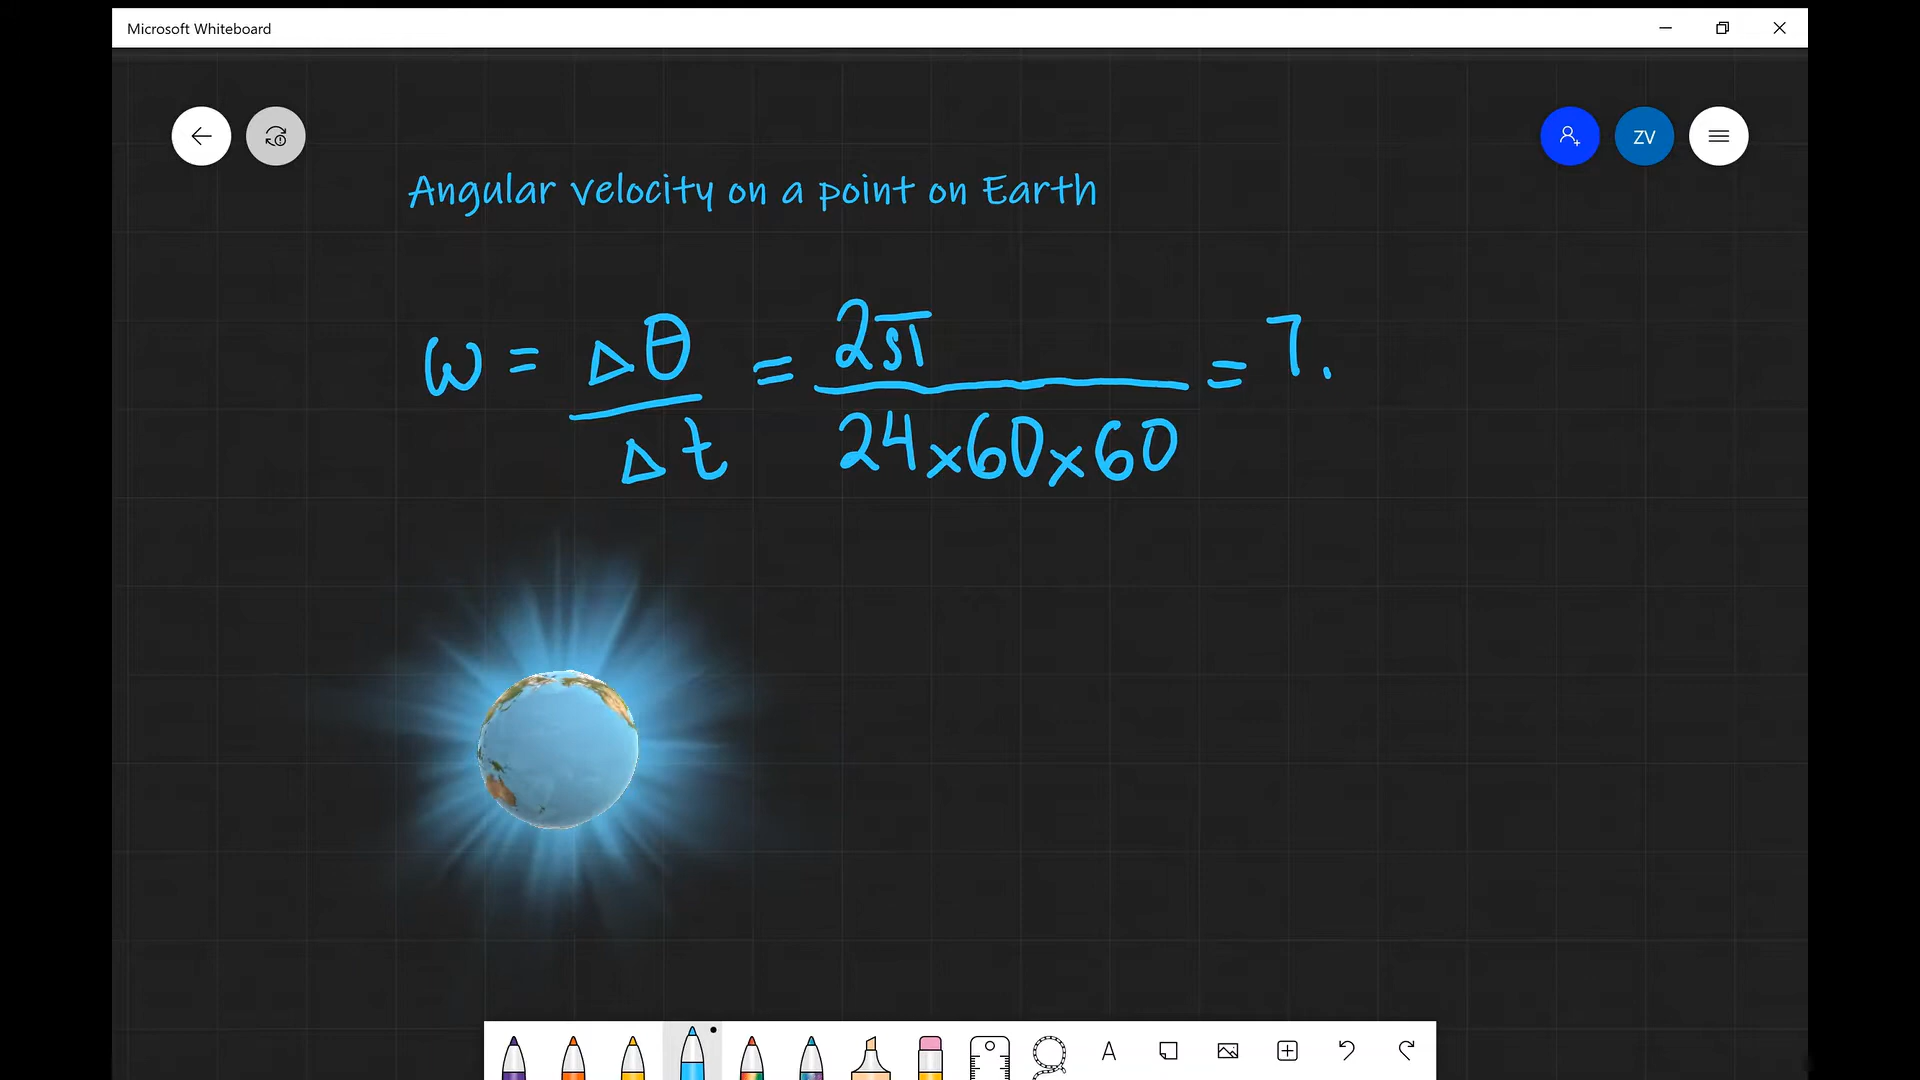 Microsoft Whiteboard
ZV
Angular velocity on a point on Earth
ω = Δθ/Δt = 2π/24×60×60 = 7.
A